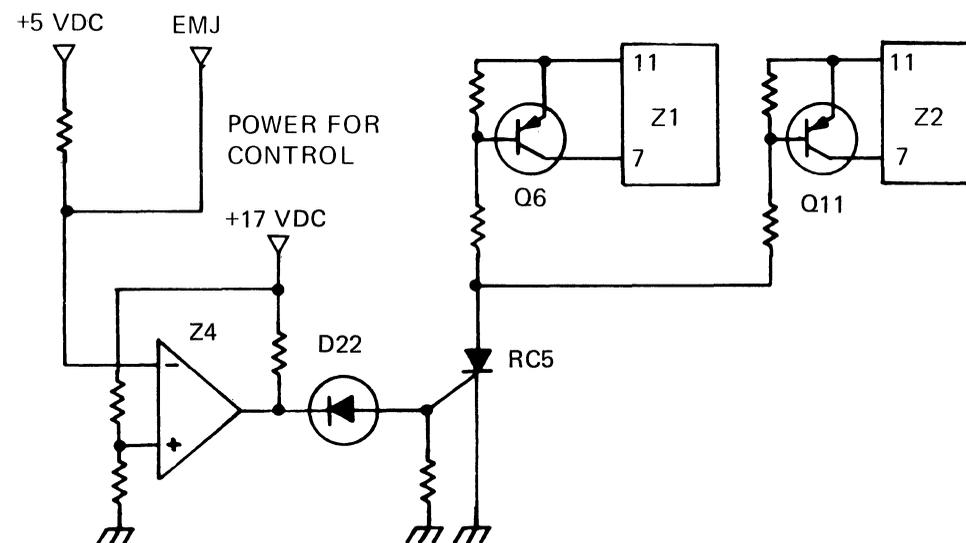 +5 VDC
EMJ
POWER FOR
CONTROL
+17 VDC
Z4
−
+
D22
RC5
Q6
11
Z1
7
Q11
11
Z2
7